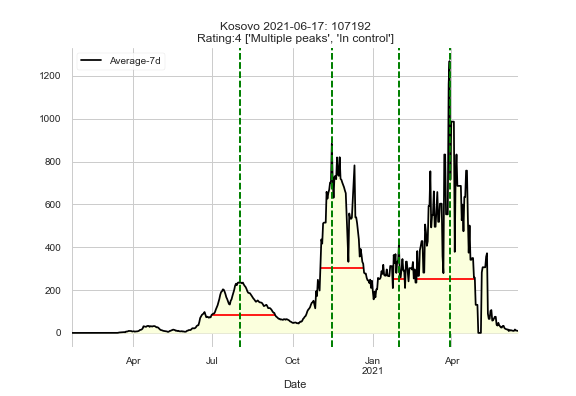 Kosovo 2021-06-17: 107192
Rating:4 ['Multiple peaks', 'In control']
Average-7d
1200
1000
800
600
400
200
0
Apr
Jul
Oct
Jan
2021
Apr
Date